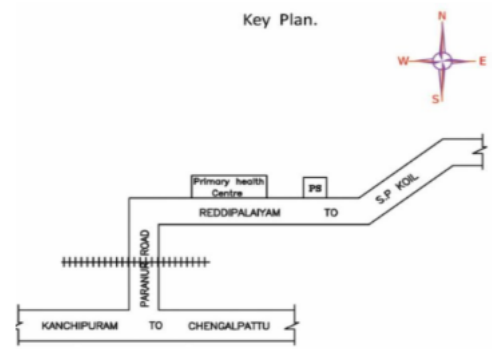 Key Plan.
N
W E
S
Primary health
Centre
PS
S.P KOIL
REDDIPALAIYAM TO
PARANUR ROAD
KANCHIPURAM TO CHENGALPATTU